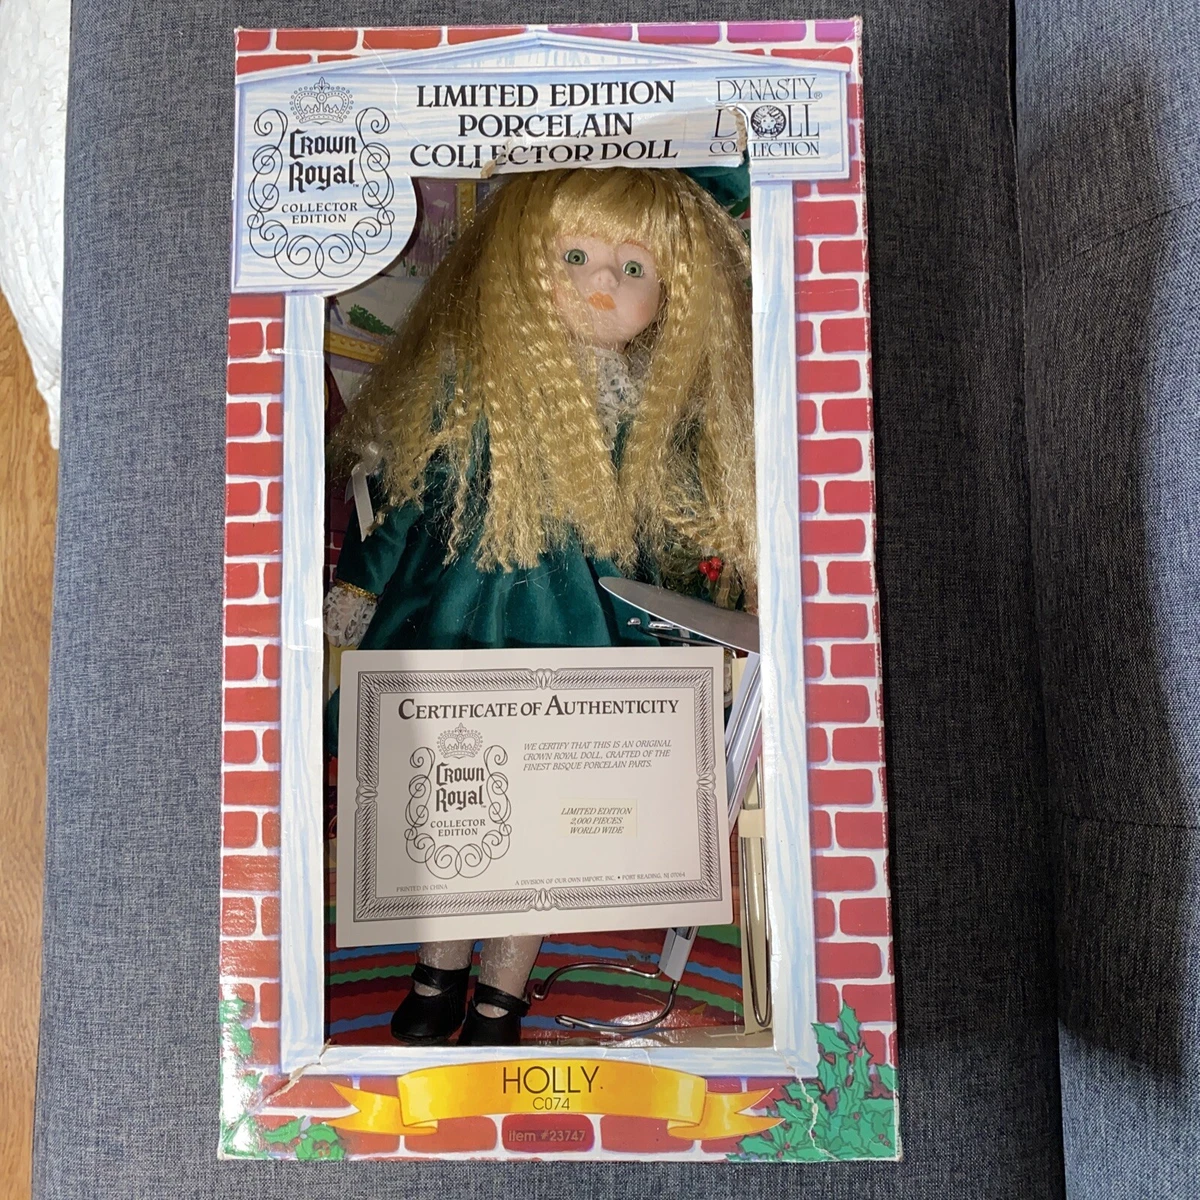 Crown
Royal™
COLLECTOR
EDITION
LIMITED EDITION
PORCELAIN
COLLECTOR DOLL
DYNASTY®
DOLL
COLLECTION
CERTIFICATE OF AUTHENTICITY
Crown
Royal™
COLLECTOR
EDITION
WE CERTIFY THAT THIS IS AN ORIGINAL
CROWN ROYAL DOLL, CRAFTED OF THE
FINEST BISQUE PORCELAIN PARTS.
LIMITED EDITION
2,000 PIECES
WORLD WIDE
PRINTED IN CHINA
A DIVISION OF OUR OWN IMPORT, INC. • PORT READING, NJ 07064
HOLLY
C074
item #23747